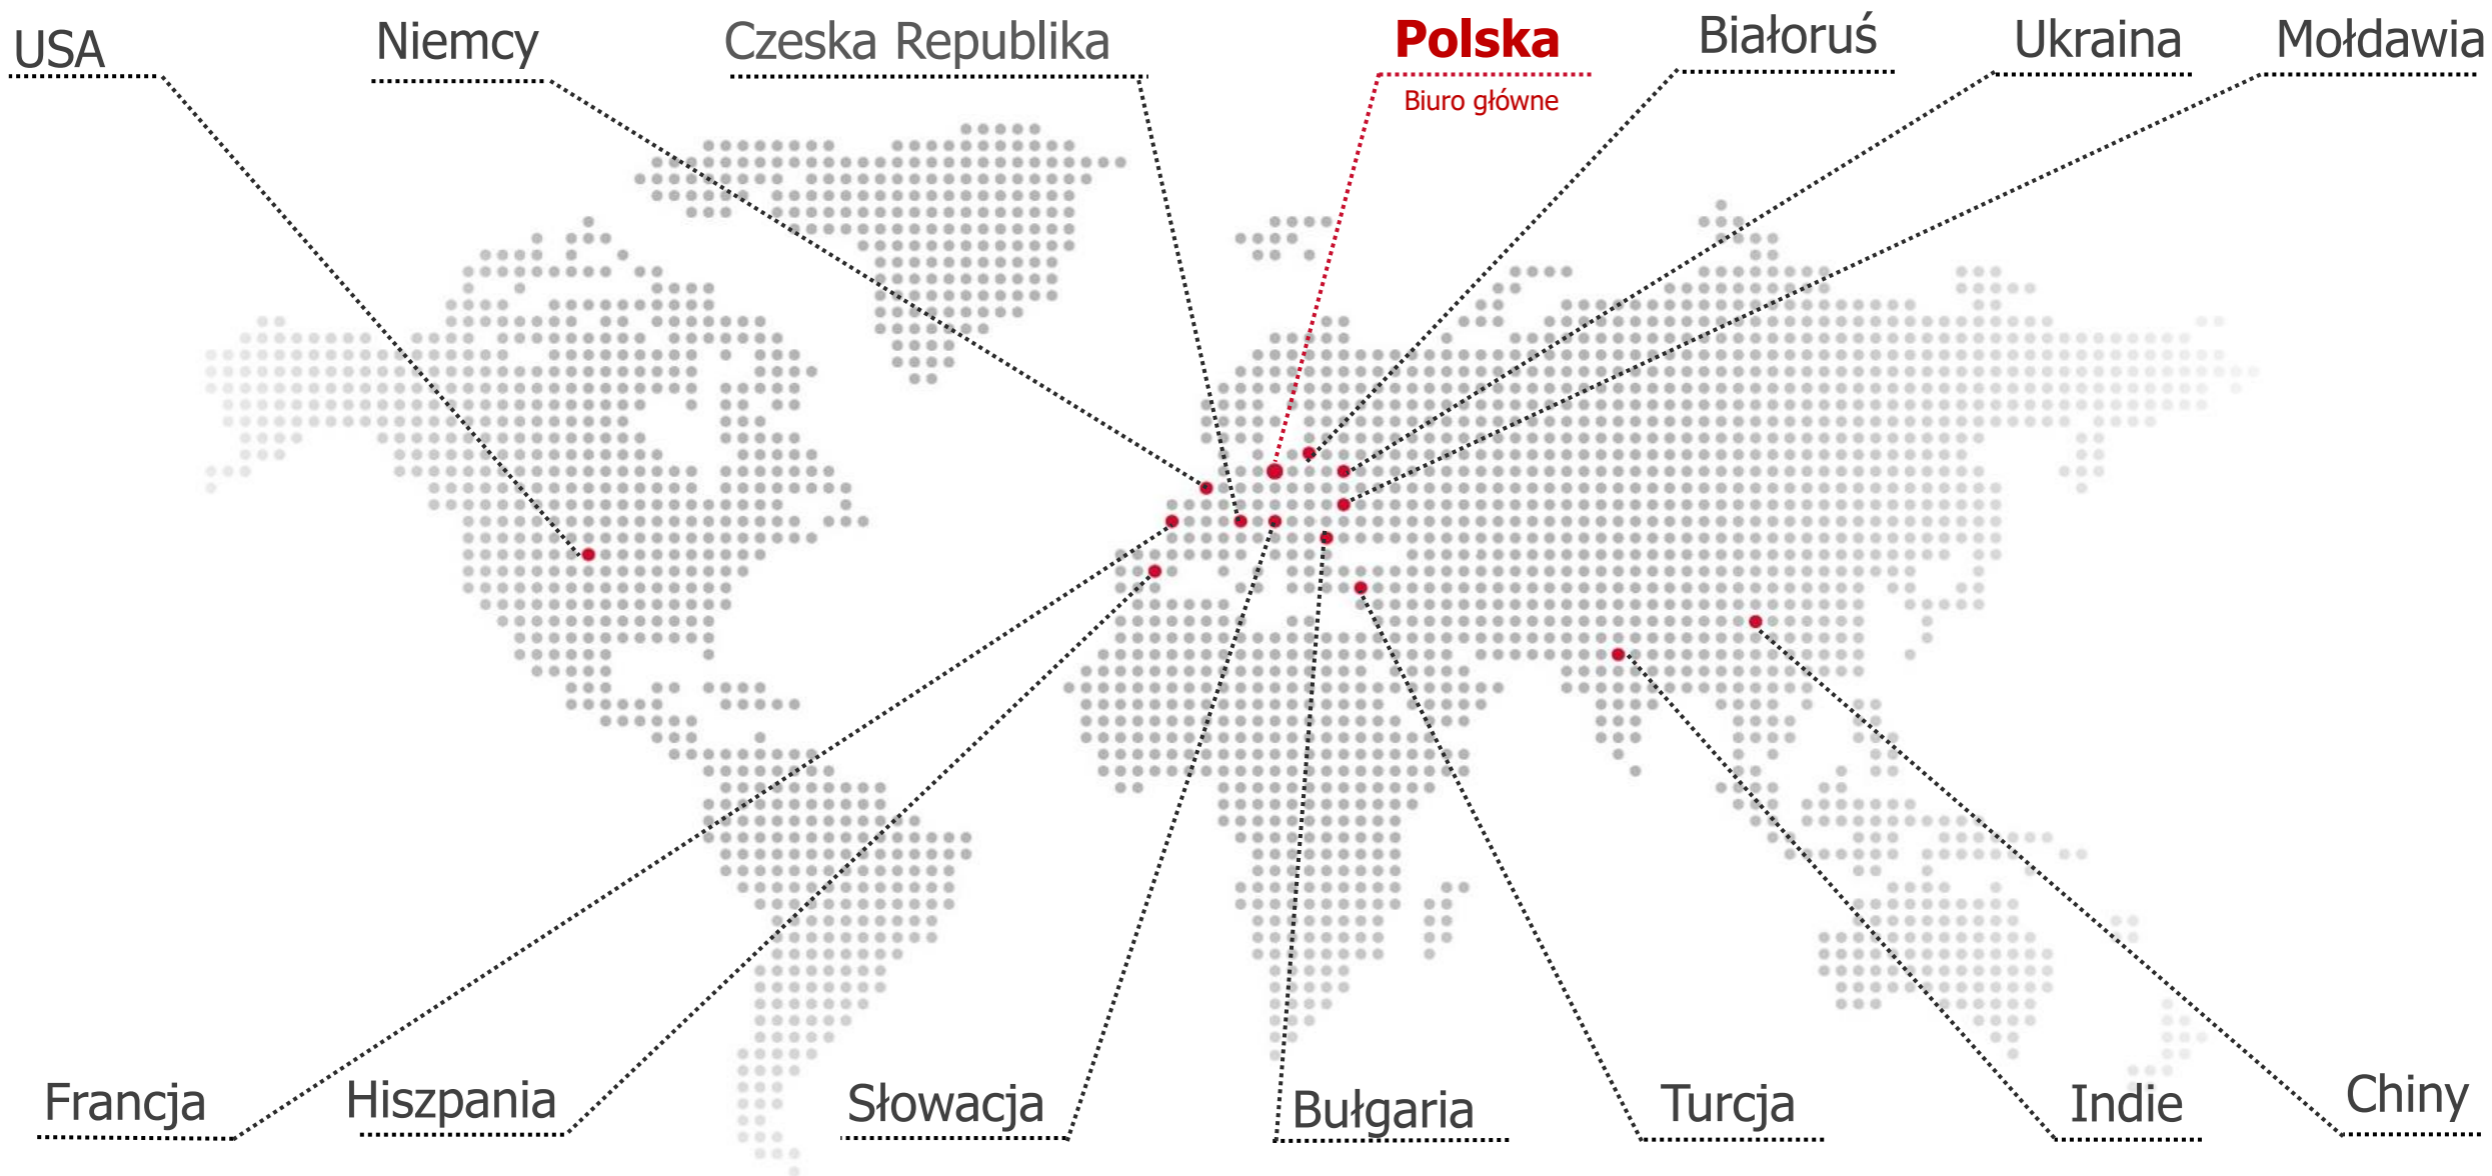 USA
Niemcy
Czeska Republika
Polska
Biuro główne
Białoruś
Ukraina
Mołdawia
Francja
Hiszpania
Słowacja
Bułgaria
Turcja
Indie
Chiny